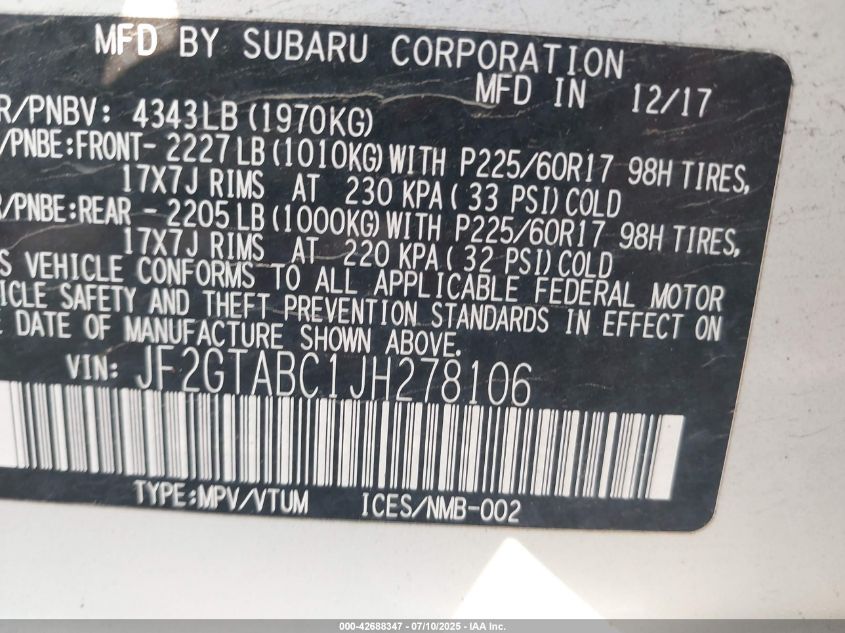 MFD BY SUBARU CORPORATION
MFD IN 12/17
R/PNBV: 4343LB (1970KG)
/PNBE:FRONT- 2227 LB (1010KG) WITH P225/60R17 98H TIRES,
17X7J RIMS AT 230 KPA ( 33 PSI) COLD
R/PNBE:REAR - 2205 LB (1000KG) WITH P225/60R17 98H TIRES,
17X7J RIMS AT 220 KPA ( 32 PSI) COLD
S VEHICLE CONFORMS TO ALL APPLICABLE FEDERAL MOTOR
ICLE SAFETY AND THEFT PREVENTION STANDARDS IN EFFECT ON
E DATE OF MANUFACTURE SHOWN ABOVE.
VIN: JF2GTABC1JH278106
TYPE:MPV/VTUM ICES/NMB-002
000-42688347 - 07/10/2025 - IAA Inc.